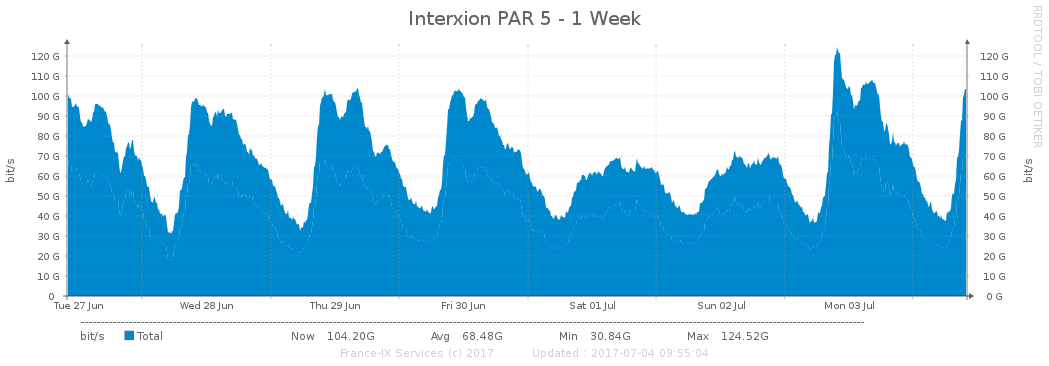 Interxion PAR 5 - 1 Week
RRDTOOL / TOBI OETIKER
bit/s
120 G 120 G
110 G 110 G
100 G 100 G
90 G 90 G
80 G 80 G
70 G 70 G
60 G 60 G
50 G 50 G
40 G 40 G
30 G 30 G
20 G 20 G
10 G 10 G
0 0 G
bit/s
Tue 27 Jun Wed 28 Jun Thu 29 Jun Fri 30 Jun Sat 01 Jul Sun 02 Jul Mon 03 Jul
bit/s Total Now 104.20G Avg 68.48G Min 30.84G Max 124.52G
France-IX Services (c) 2017 Updated : 2017-07-04 09:55:04